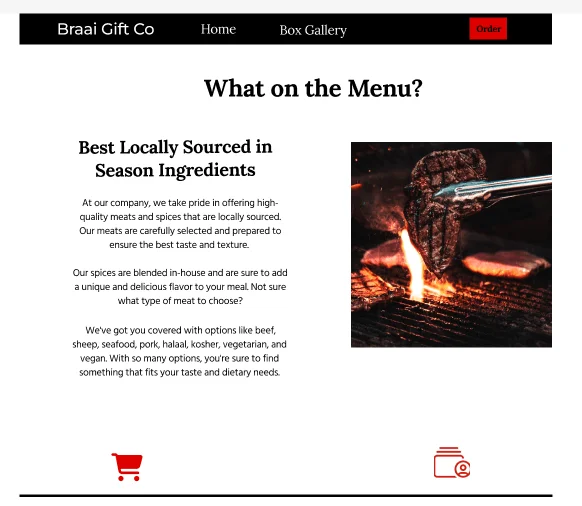 Braai Gift Co
Home
Box Gallery
Order
What on the Menu?
Best Locally Sourced in
Season Ingredients
At our company, we take pride in offering high-
quality meats and spices that are locally sourced.
Our meats are carefully selected and prepared to
ensure the best taste and texture.
Our spices are blended in-house and are sure to add
a unique and delicious flavor to your meal. Not sure
what type of meat to choose?
We've got you covered with options like beef,
sheep, seafood, pork, halaal, kosher, vegetarian, and
vegan. With so many options, you're sure to find
something that fits your taste and dietary needs.